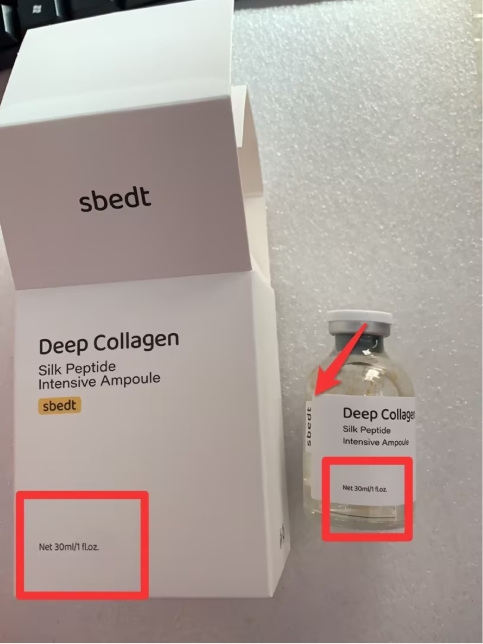 sbedt
Deep Collagen
Silk Peptide
Intensive Ampoule
sbedt
Net 30ml/1 fl.oz.
sbedt
Deep Collagen
Silk Peptide
Intensive Ampoule
Net 30ml/1 fl.oz.